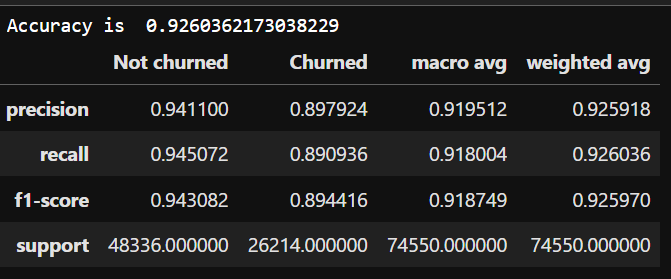 Accuracy is  0.9260362173038229
Not churned Churned macro avg weighted avg
precision 0.941100 0.897924 0.919512 0.925918
recall 0.945072 0.890936 0.918004 0.926036
f1-score 0.943082 0.894416 0.918749 0.925970
support 48336.000000 26214.000000 74550.000000 74550.000000